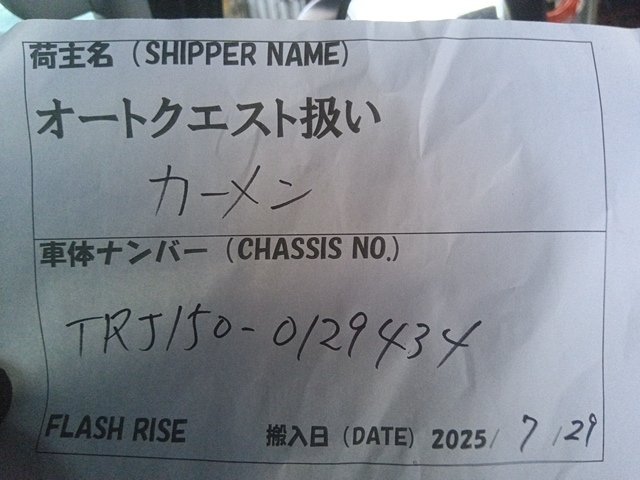 荷主名（SHIPPER NAME）
オートクエスト扱い
カーメン
車体ナンバー（CHASSIS NO.）
TRJ150-0129434
FLASH RISE 搬入日（DATE）2025/ 7 /29